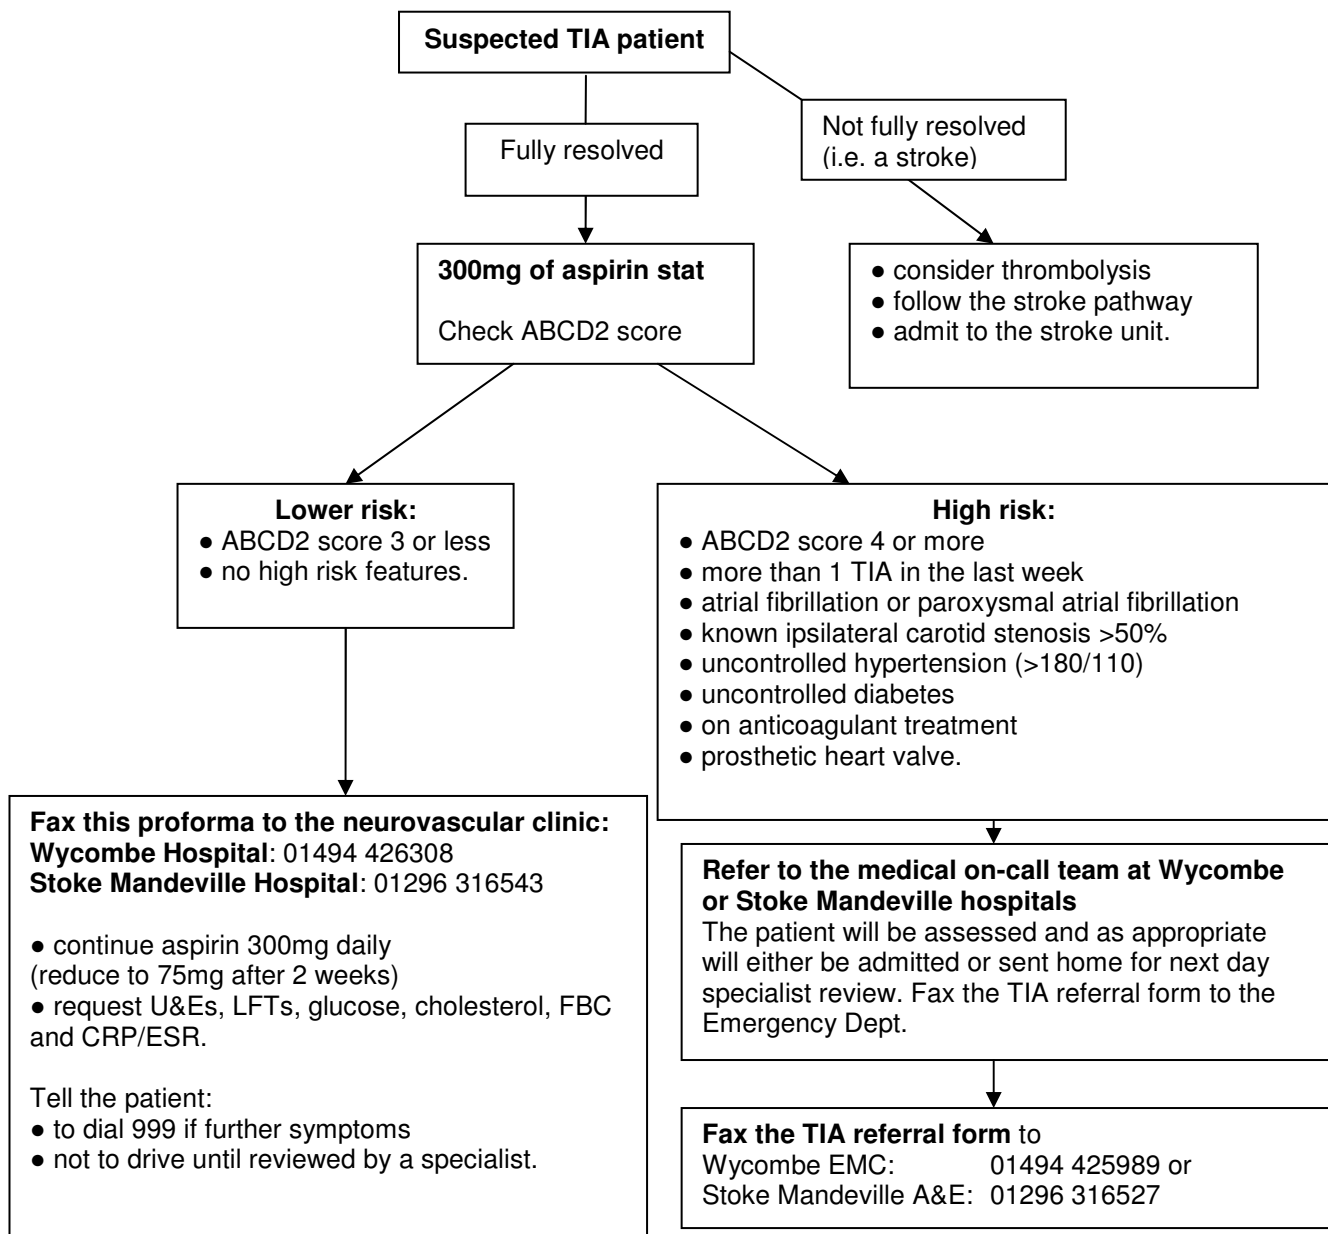 Suspected TIA patient
Fully resolved
Not fully resolved
(i.e. a stroke)
300mg of aspirin stat
Check ABCD2 score
● consider thrombolysis
● follow the stroke pathway
● admit to the stroke unit.
Lower risk:
● ABCD2 score 3 or less
● no high risk features.
High risk:
● ABCD2 score 4 or more
● more than 1 TIA in the last week
● atrial fibrillation or paroxysmal atrial fibrillation
● known ipsilateral carotid stenosis >50%
● uncontrolled hypertension (>180/110)
● uncontrolled diabetes
● on anticoagulant treatment
● prosthetic heart valve.
Fax this proforma to the neurovascular clinic:
Wycombe Hospital: 01494 426308
Stoke Mandeville Hospital: 01296 316543
● continue aspirin 300mg daily
(reduce to 75mg after 2 weeks)
● request U&Es, LFTs, glucose, cholesterol, FBC
and CRP/ESR.
Tell the patient:
● to dial 999 if further symptoms
● not to drive until reviewed by a specialist.
Refer to the medical on-call team at Wycombe
or Stoke Mandeville hospitals
The patient will be assessed and as appropriate
will either be admitted or sent home for next day
specialist review. Fax the TIA referral form to the
Emergency Dept.
Fax the TIA referral form to
Wycombe EMC: 01494 425989 or
Stoke Mandeville A&E: 01296 316527